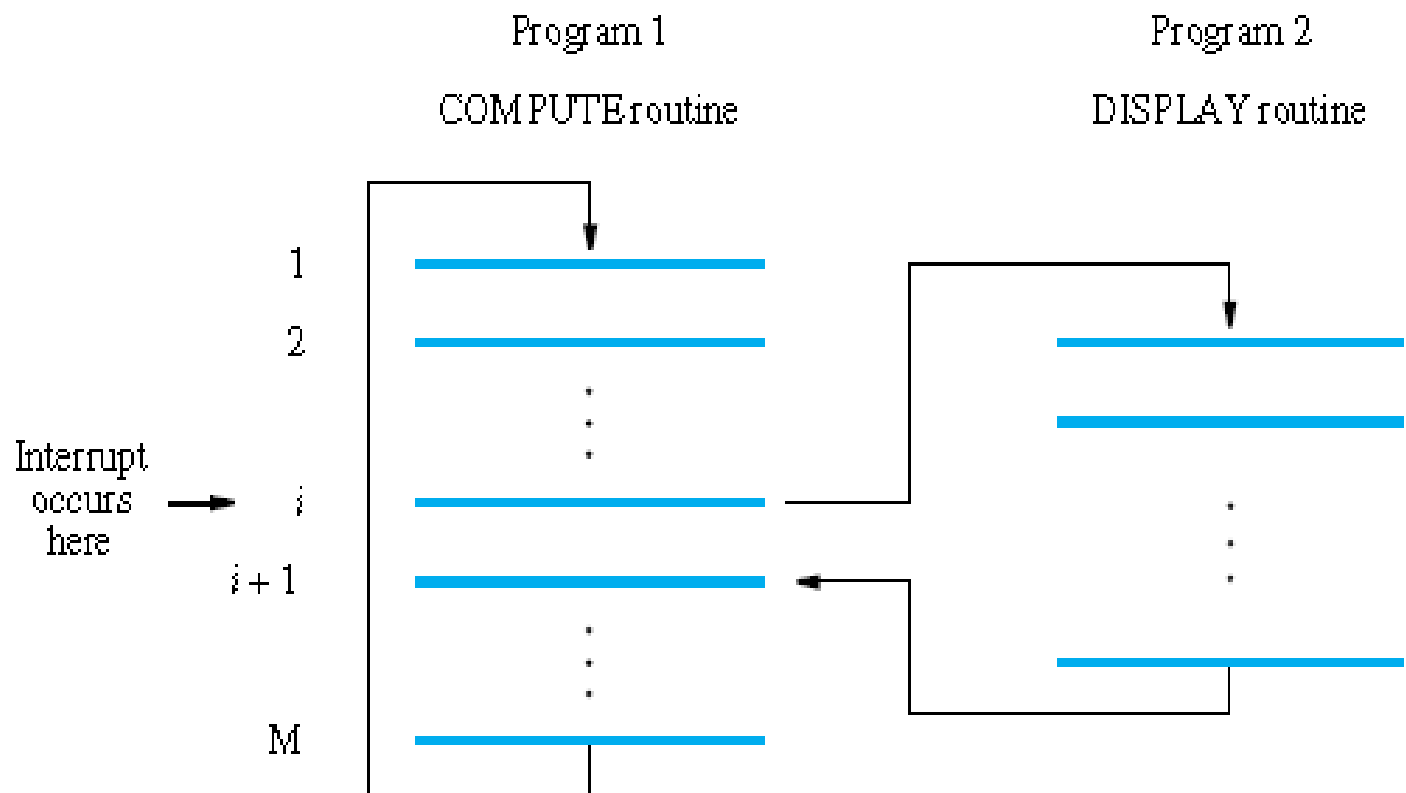 Program 1
COMPUTE routine
Program 2
DISPLAY routine
1
2
Interrupt
occurs
here
i
i + 1
M